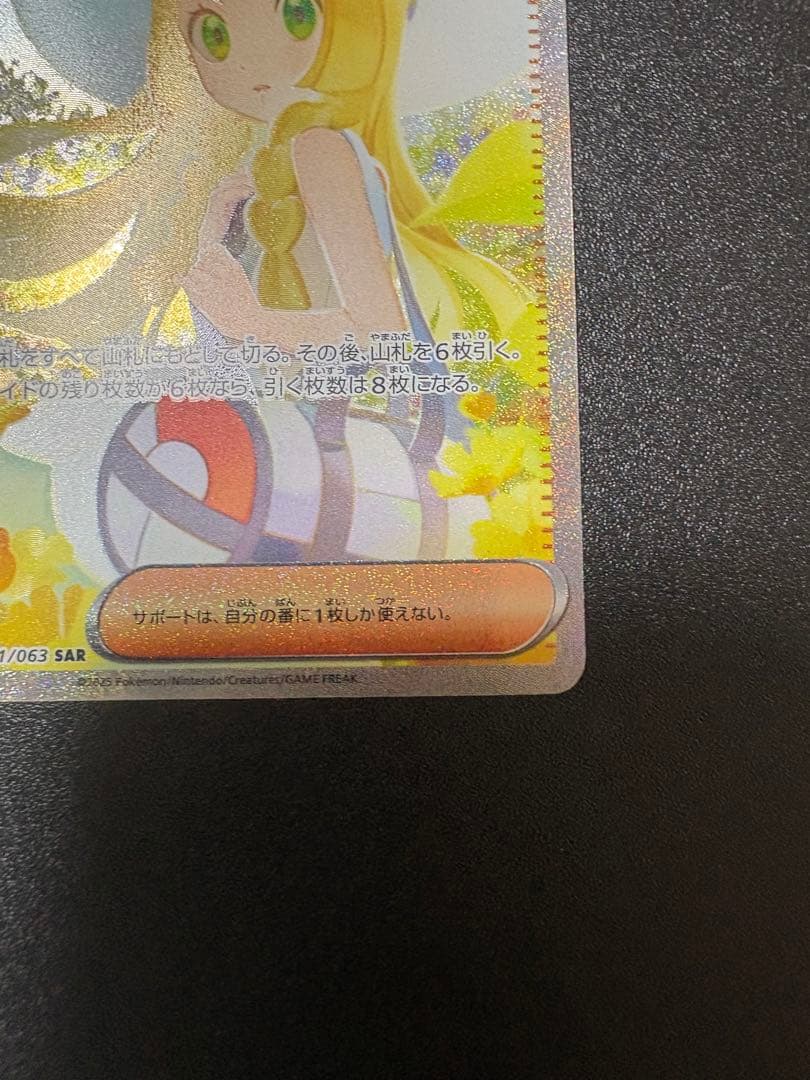 札をすべて山札にもどして切る。その後、山札を6枚引く。
イドの残り枚数が6枚なら、引く枚数は8枚になる。
サポートは、自分の番に1枚しか使えない。
1/063 SAR
©2025 Pokémon/Nintendo/Creatures/GAME FREAK